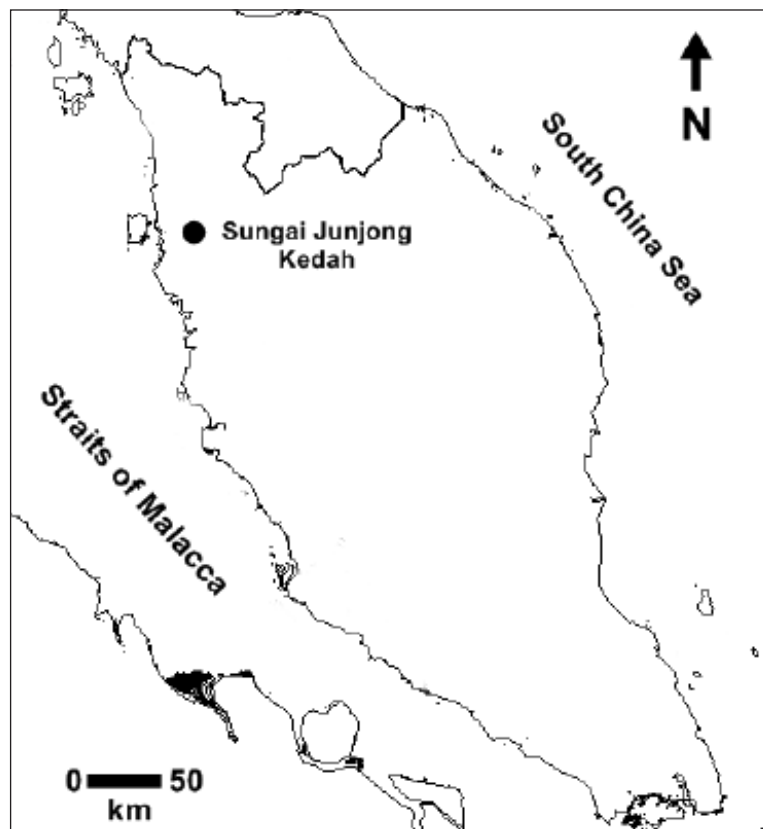 N
South China Sea
Sungai Junjong
Kedah
Straits of Malacca
0 50
km